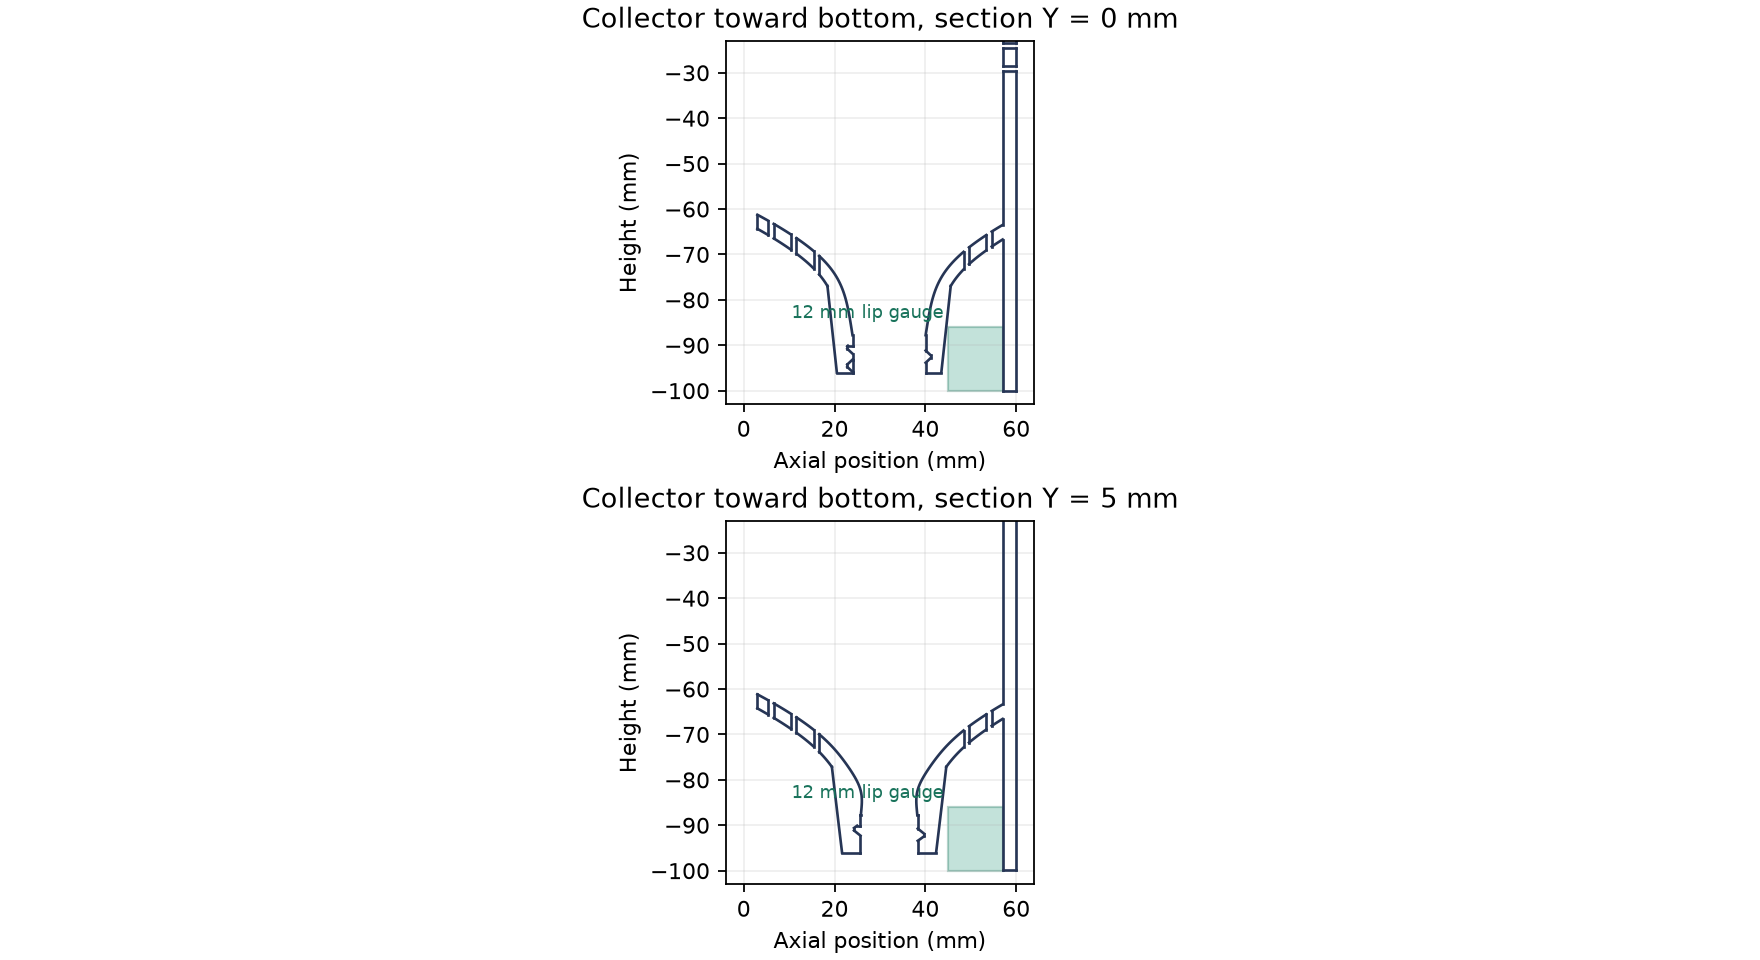 Collector toward bottom, section Y = 0 mm
−30
−40
−50
−60
−70
−80
−90
−100
Height (mm)
12 mm lip gauge
0 20 40 60
Axial position (mm)
Collector toward bottom, section Y = 5 mm
−30
−40
−50
−60
−70
−80
−90
−100
Height (mm)
12 mm lip gauge
0 20 40 60
Axial position (mm)